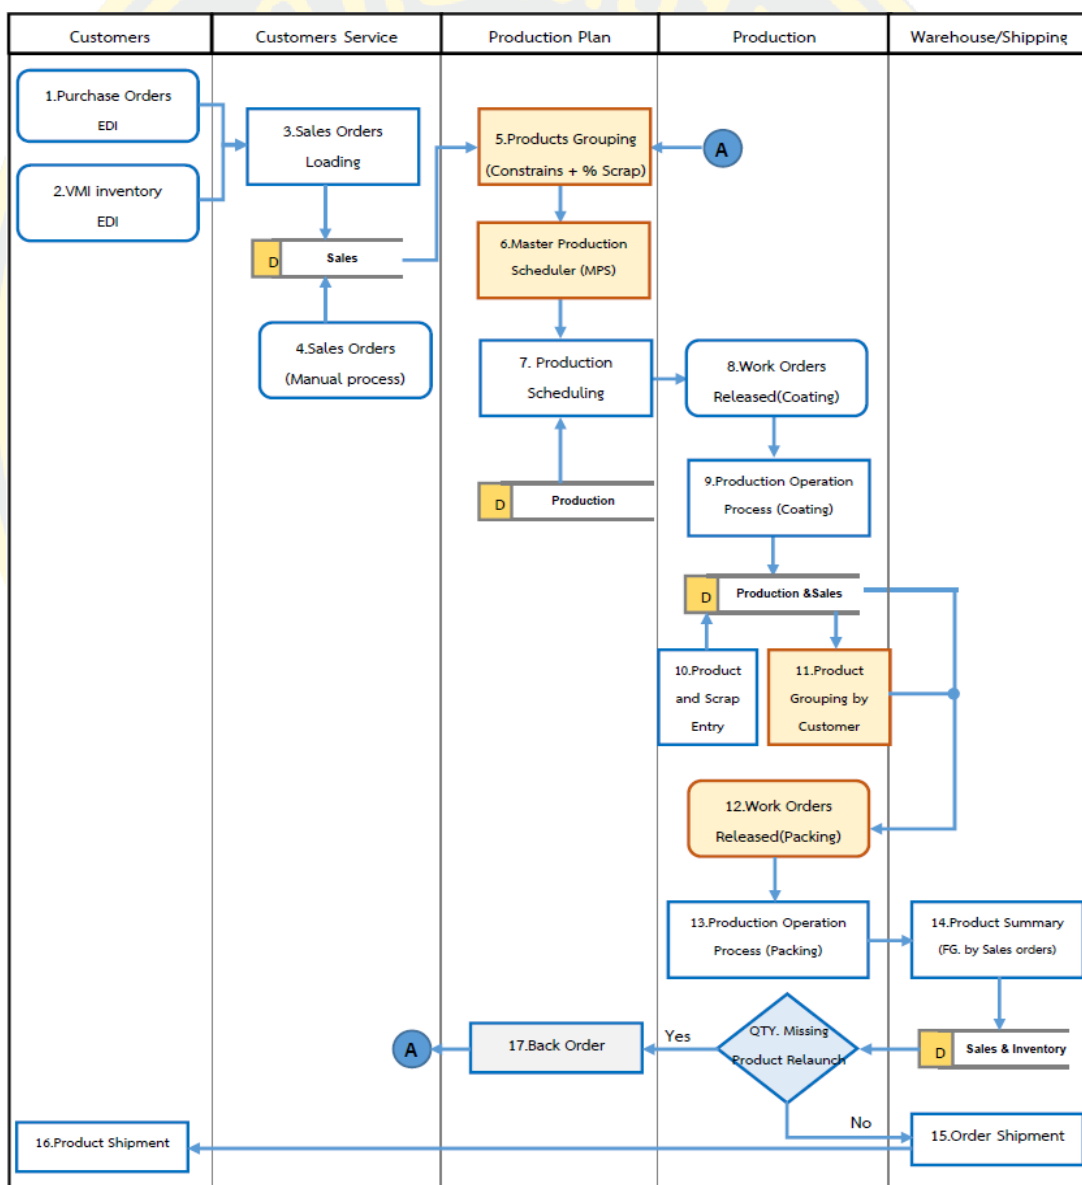 Customers
Customers Service
Production Plan
Production
Warehouse/Shipping
1.Purchase Orders
EDI
2.VMI inventory
EDI
3.Sales Orders
Loading
D
Sales
4.Sales Orders
(Manual process)
5.Products Grouping
(Constrains + % Scrap)
A
6.Master Production
Scheduler (MPS)
7. Production
Scheduling
8.Work Orders
Released(Coating)
D
Production
9.Production Operation
Process (Coating)
D
Production &Sales
10.Product
and Scrap
Entry
11.Product
Grouping by
Customer
12.Work Orders
Released(Packing)
13.Production Operation
Process (Packing)
14.Product Summary
(FG. by Sales orders)
D
Sales & Inventory
QTY. Missing
Product Relaunch
Yes
17.Back Order
A
No
15.Order Shipment
16.Product Shipment